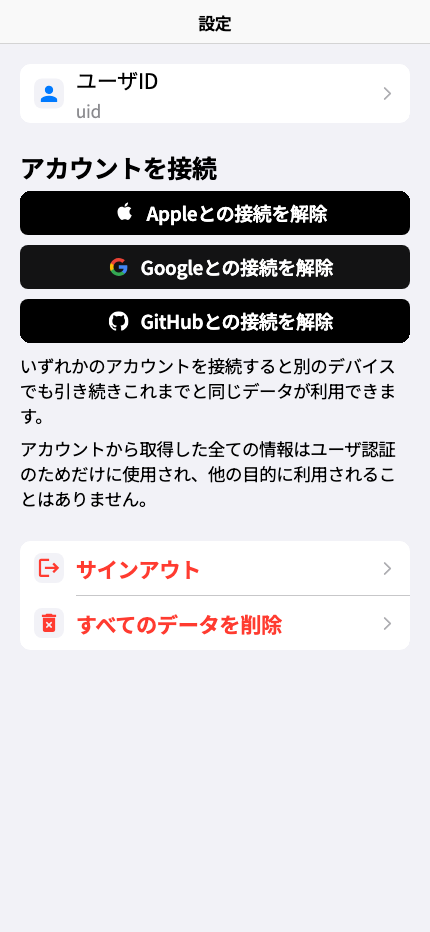 設定
ユーザID
uid
アカウントを接続
Appleとの接続を解除
Googleとの接続を解除
GitHubとの接続を解除
いずれかのアカウントを接続すると別のデバイス
でも引き続きこれまでと同じデータが利用できま
す。
アカウントから取得した全ての情報はユーザ認証
のためだけに使用され、他の目的に利用されるこ
とはありません。
サインアウト
すべてのデータを削除